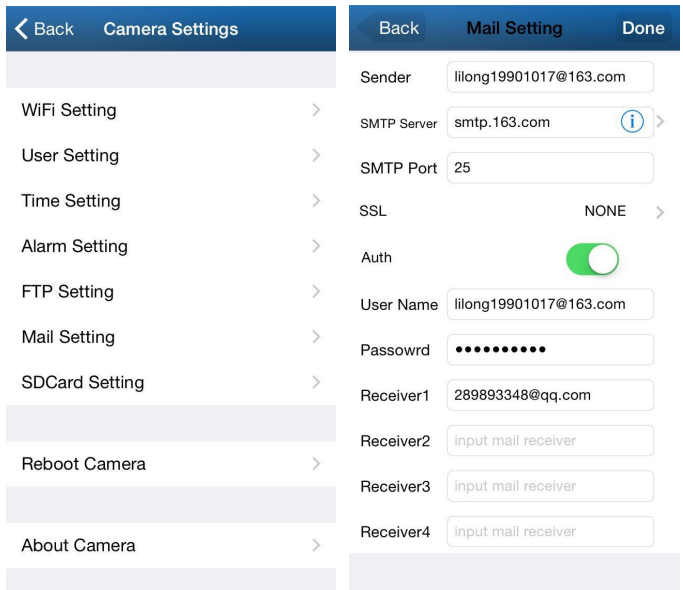 Back Camera Settings
WiFi Setting
User Setting
Time Setting
Alarm Setting
FTP Setting
Mail Setting
SDCard Setting
Reboot Camera
About Camera
Back Mail Setting Done
Sender lilong19901017@163.com
SMTP Server smtp.163.com i
SMTP Port 25
SSL NONE
Auth
User Name lilong19901017@163.com
Passowrd ••••••••••
Receiver1 289893348@qq.com
Receiver2 input mail receiver
Receiver3 input mail receiver
Receiver4 input mail receiver